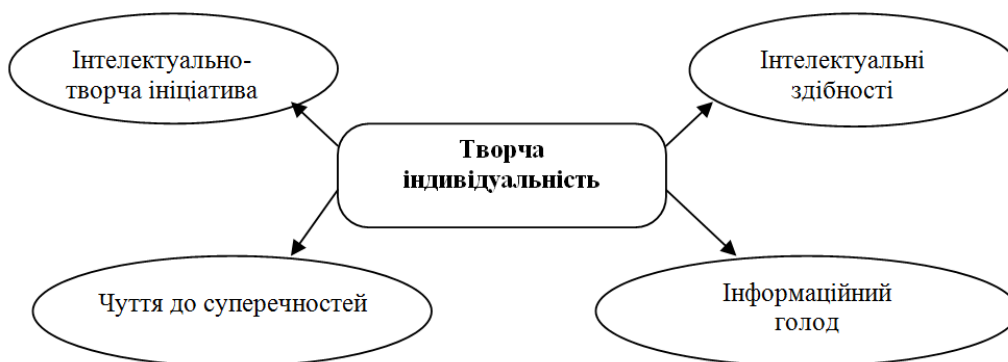 Інтелектуально-
творча ініціатива
Інтелектуальні
здібності
Творча
індивідуальність
Чуття до суперечностей
Інформаційний
голод